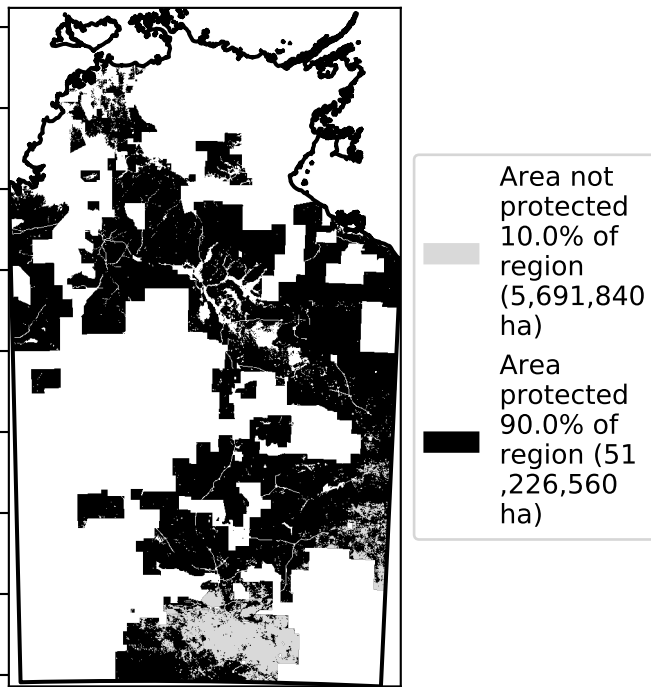 Area not
protected
10.0% of
region
(5,691,840
ha)
Area
protected
90.0% of
region (51
,226,560
ha)